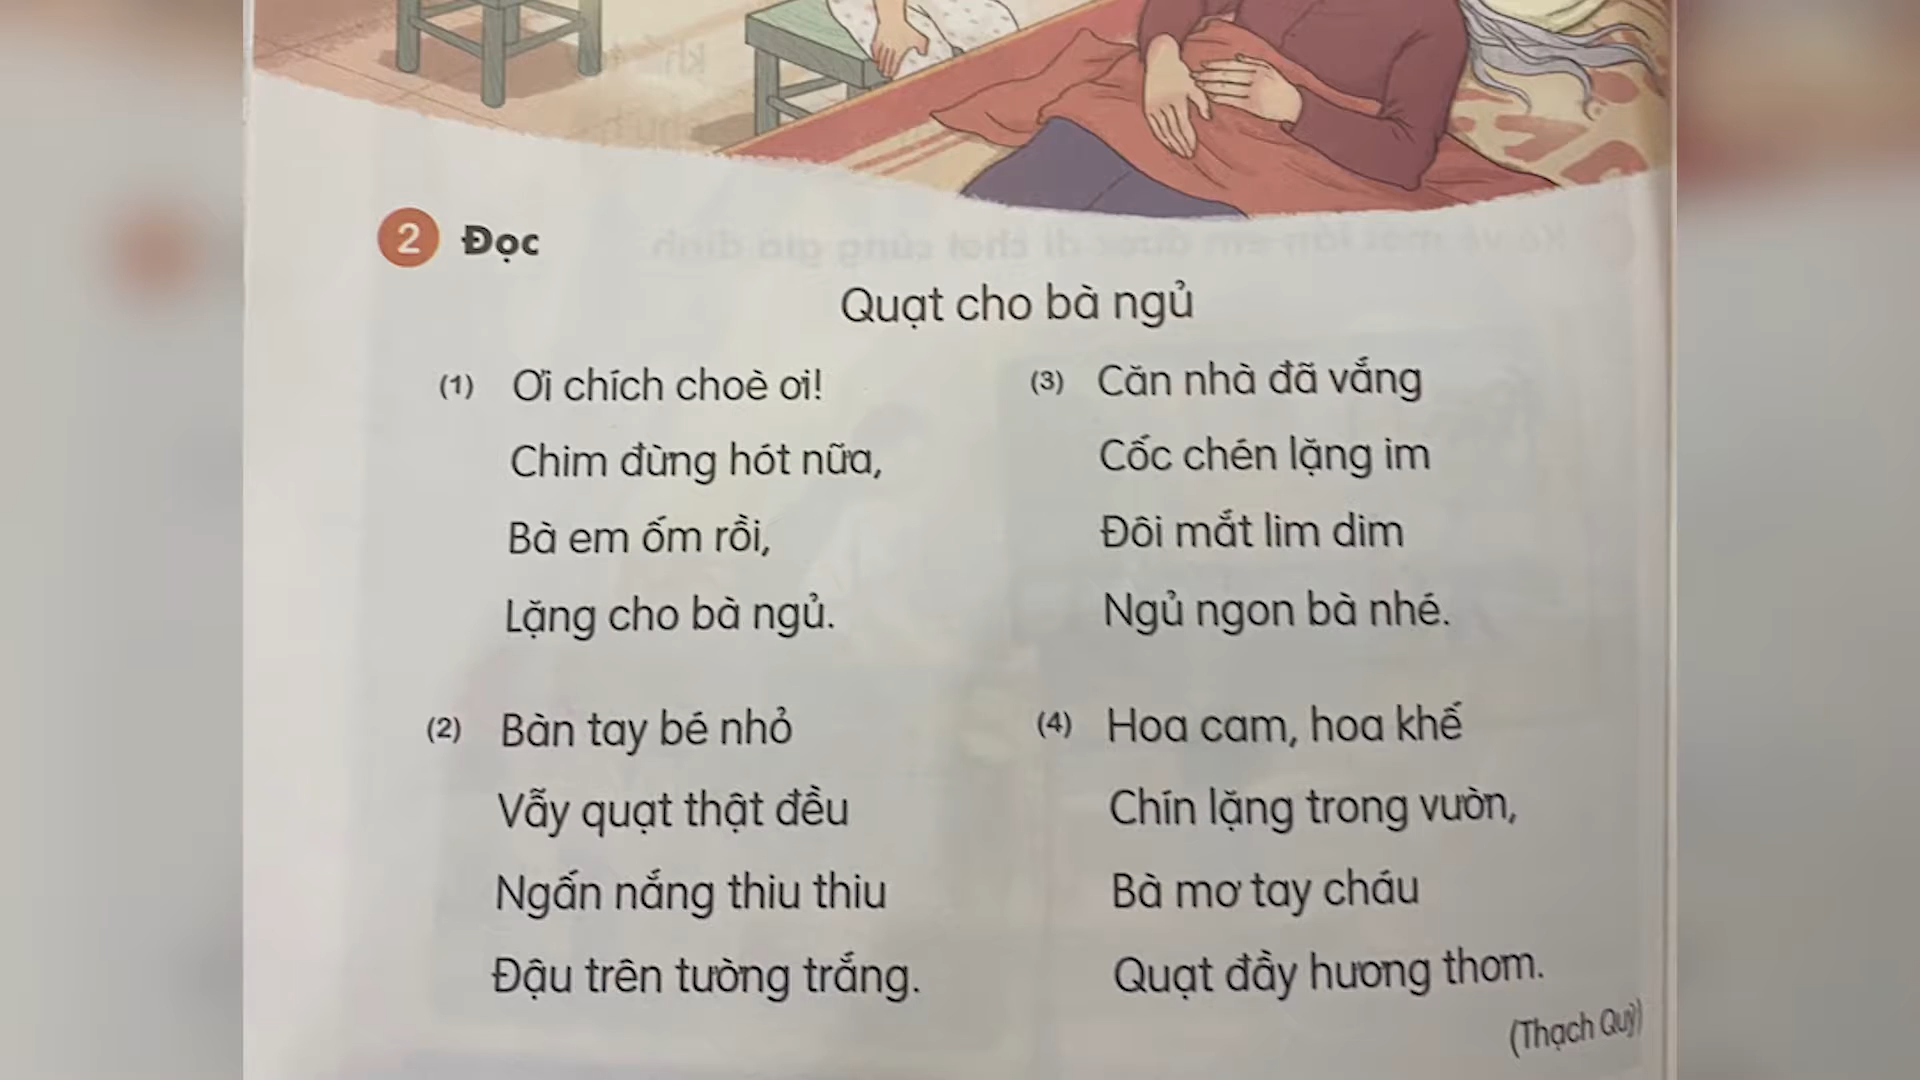 2 Đọc
Quạt cho bà ngủ
(1) Ơi chích choè ơi!
Chim đừng hót nữa,
Bà em ốm rồi,
Lặng cho bà ngủ.
(2) Bàn tay bé nhỏ
Vẫy quạt thật đều
Ngấn nắng thiu thiu
Đậu trên tường trắng.
(3) Căn nhà đã vắng
Cốc chén lặng im
Đôi mắt lim dim
Ngủ ngon bà nhé.
(4) Hoa cam, hoa khế
Chín lặng trong vườn,
Bà mơ tay cháu
Quạt đầy hương thơm.
(Thạch Quỳ)